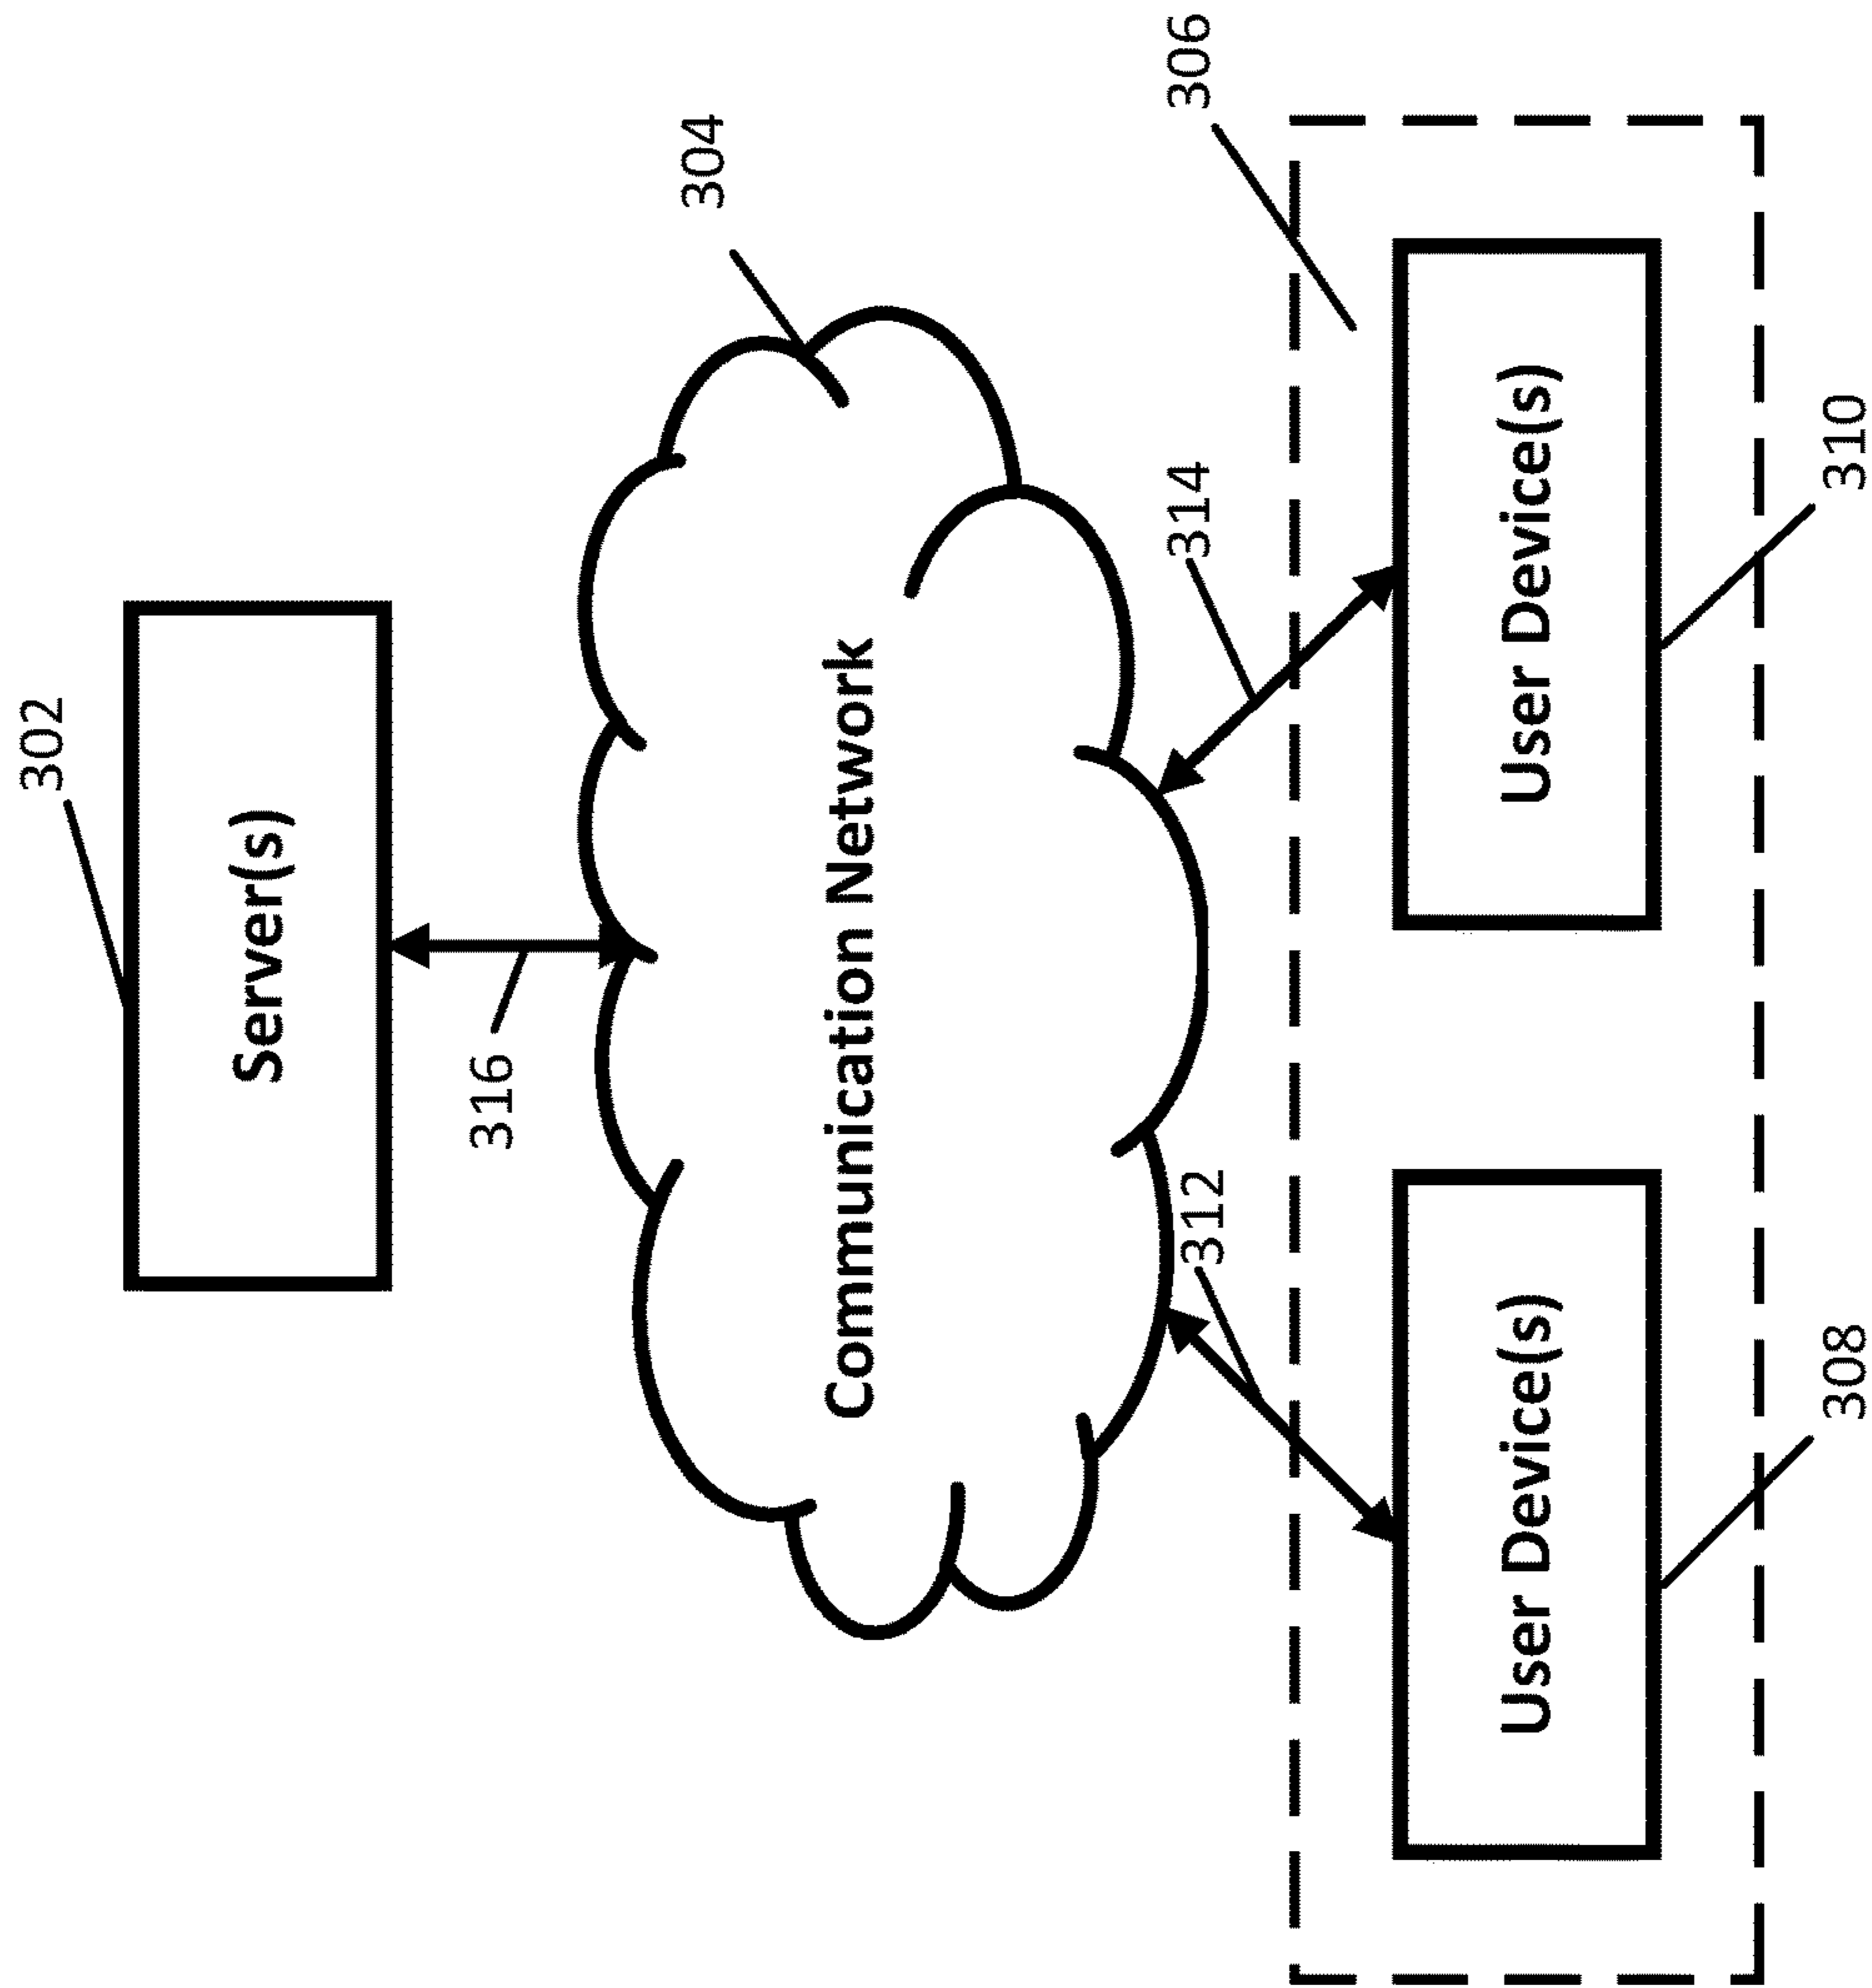 302
Server(s)
316
304
Communication Network
312
314
306
User Device(s)
User Device(s)
308
310